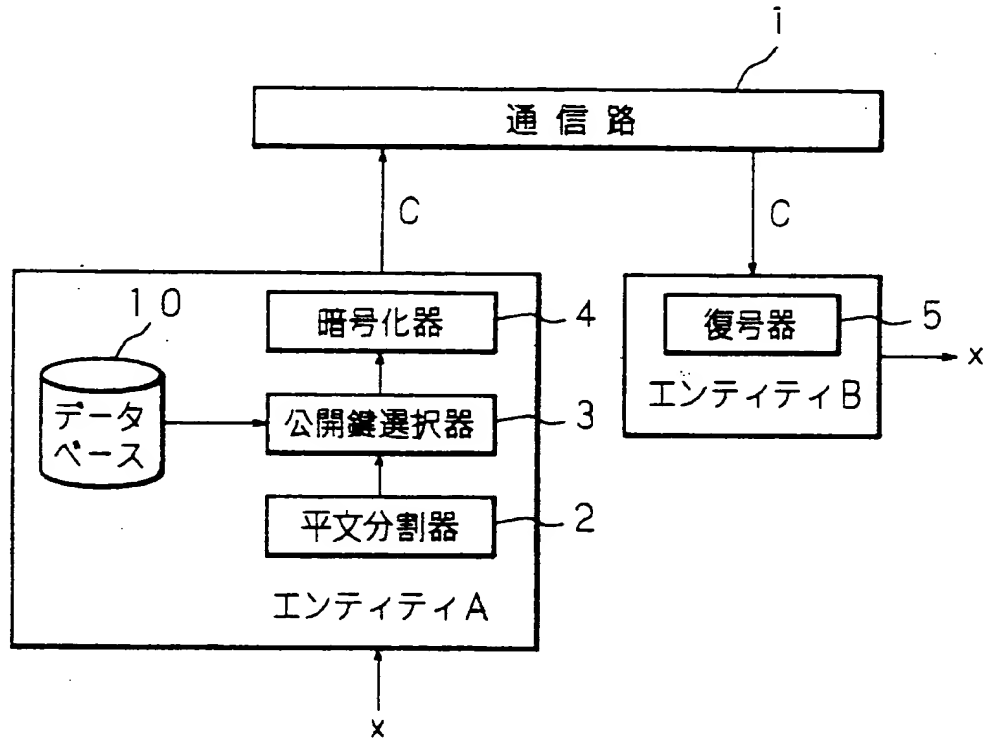 1
通信路
C
C
10
暗号化器
4
復号器
5
x
データ
ベース
公開鍵選択器
3
エンティティB
平文分割器
2
エンティティA
x